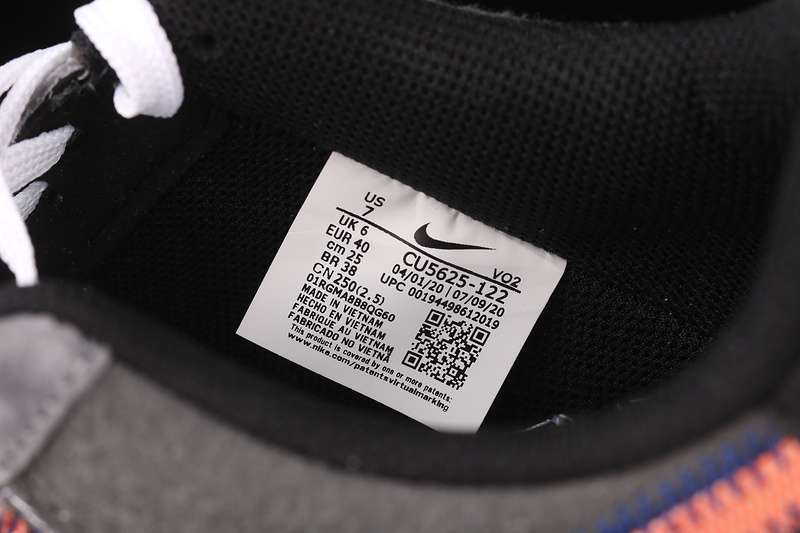 US
7
UK 6
EUR 40
cm 25
BR 38
CN 250(2.5)
01RGMA8B8QG60
MADE IN VIETNAM
HECHO EN VIETNAM
FABRIQUE AU VIETNAM
FABRICADO NO VIETNÃ
This product is covered by one or more patents:
www.nike.com/patentsvirtualmarking
VO2
CU5625-122
04/01/20 | 07/09/20
UPC 00194498612019